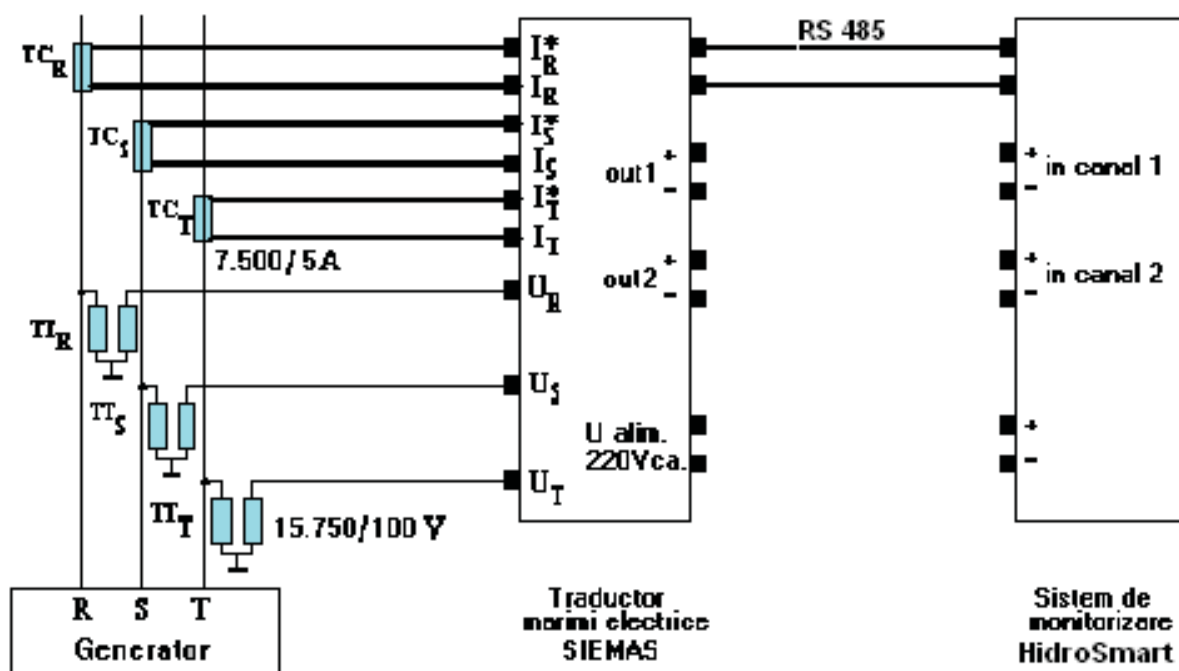 RS 485
TC_R
I*_R
I_R
TC_S
I*_S
I_S
out1 + -
+ in canal 1
-
TC_T
I*_T
I_T
7.500 / 5A
out2 + -
+ in canal 2
-
U_R
TT_R
U_S
TT_S
U alim.
220Vca.
+
-
U_T
TT_T
15.750/100 V
R S T
Generator
Traductor
marimi electrice
SIEMAS
Sistem de
monitorizare
HidroSmart